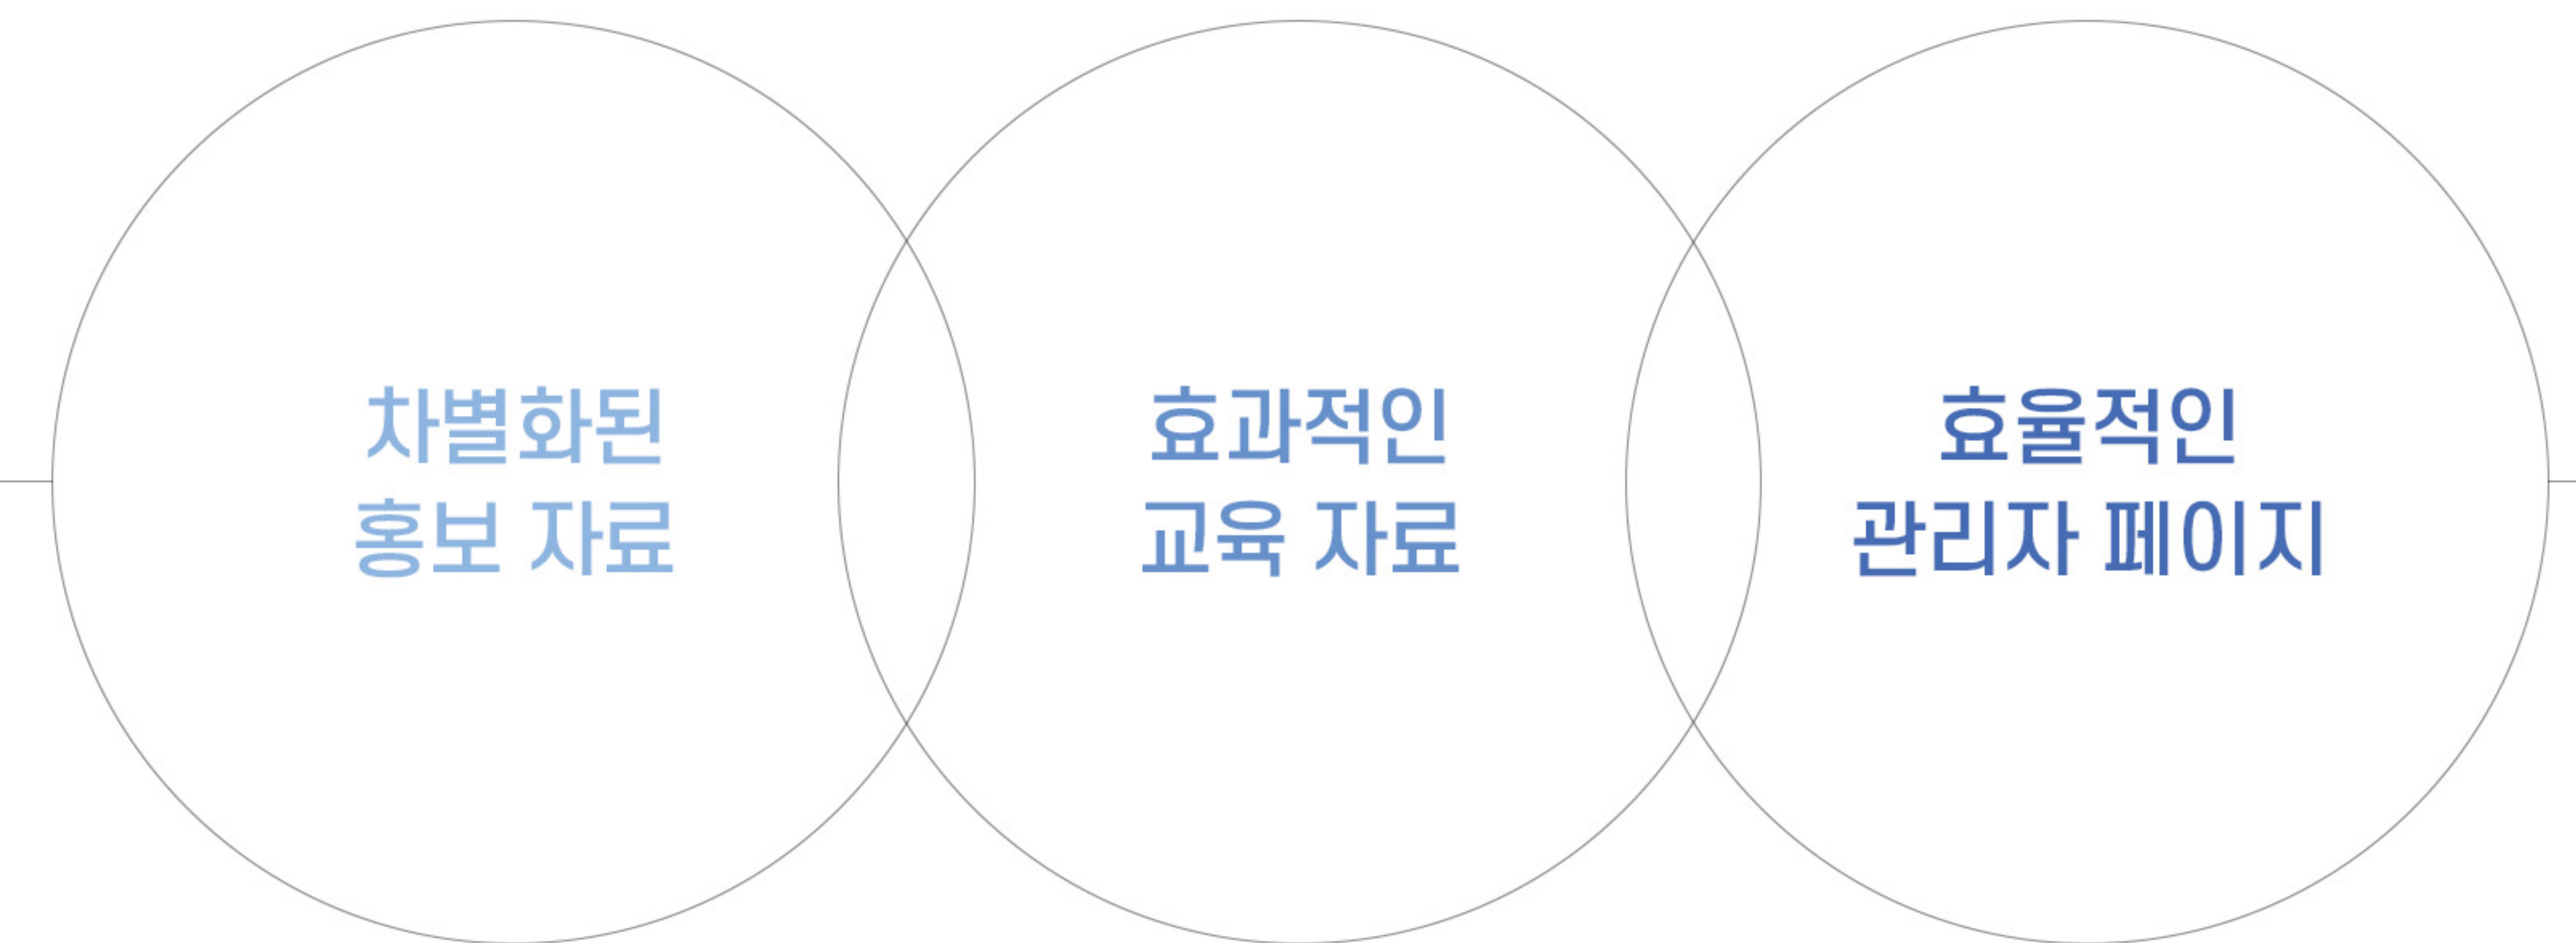 차별화된
홍보 자료
효과적인
교육 자료
효율적인
관리자 페이지